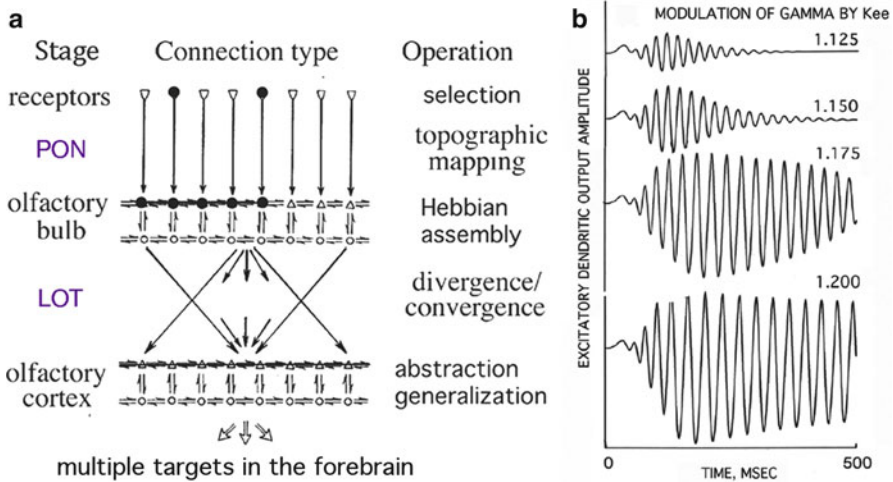 a
Stage Connection type Operation
receptors selection
PON topographic
mapping
olfactory
bulb Hebbian
assembly
LOT divergence/
convergence
olfactory
cortex abstraction
generalization
multiple targets in the forebrain
b
MODULATION OF GAMMA BY Kee
EXCITATORY DENDRITIC OUTPUT AMPLITUDE
1.125
1.150
1.175
1.200
0 500
TIME, MSEC